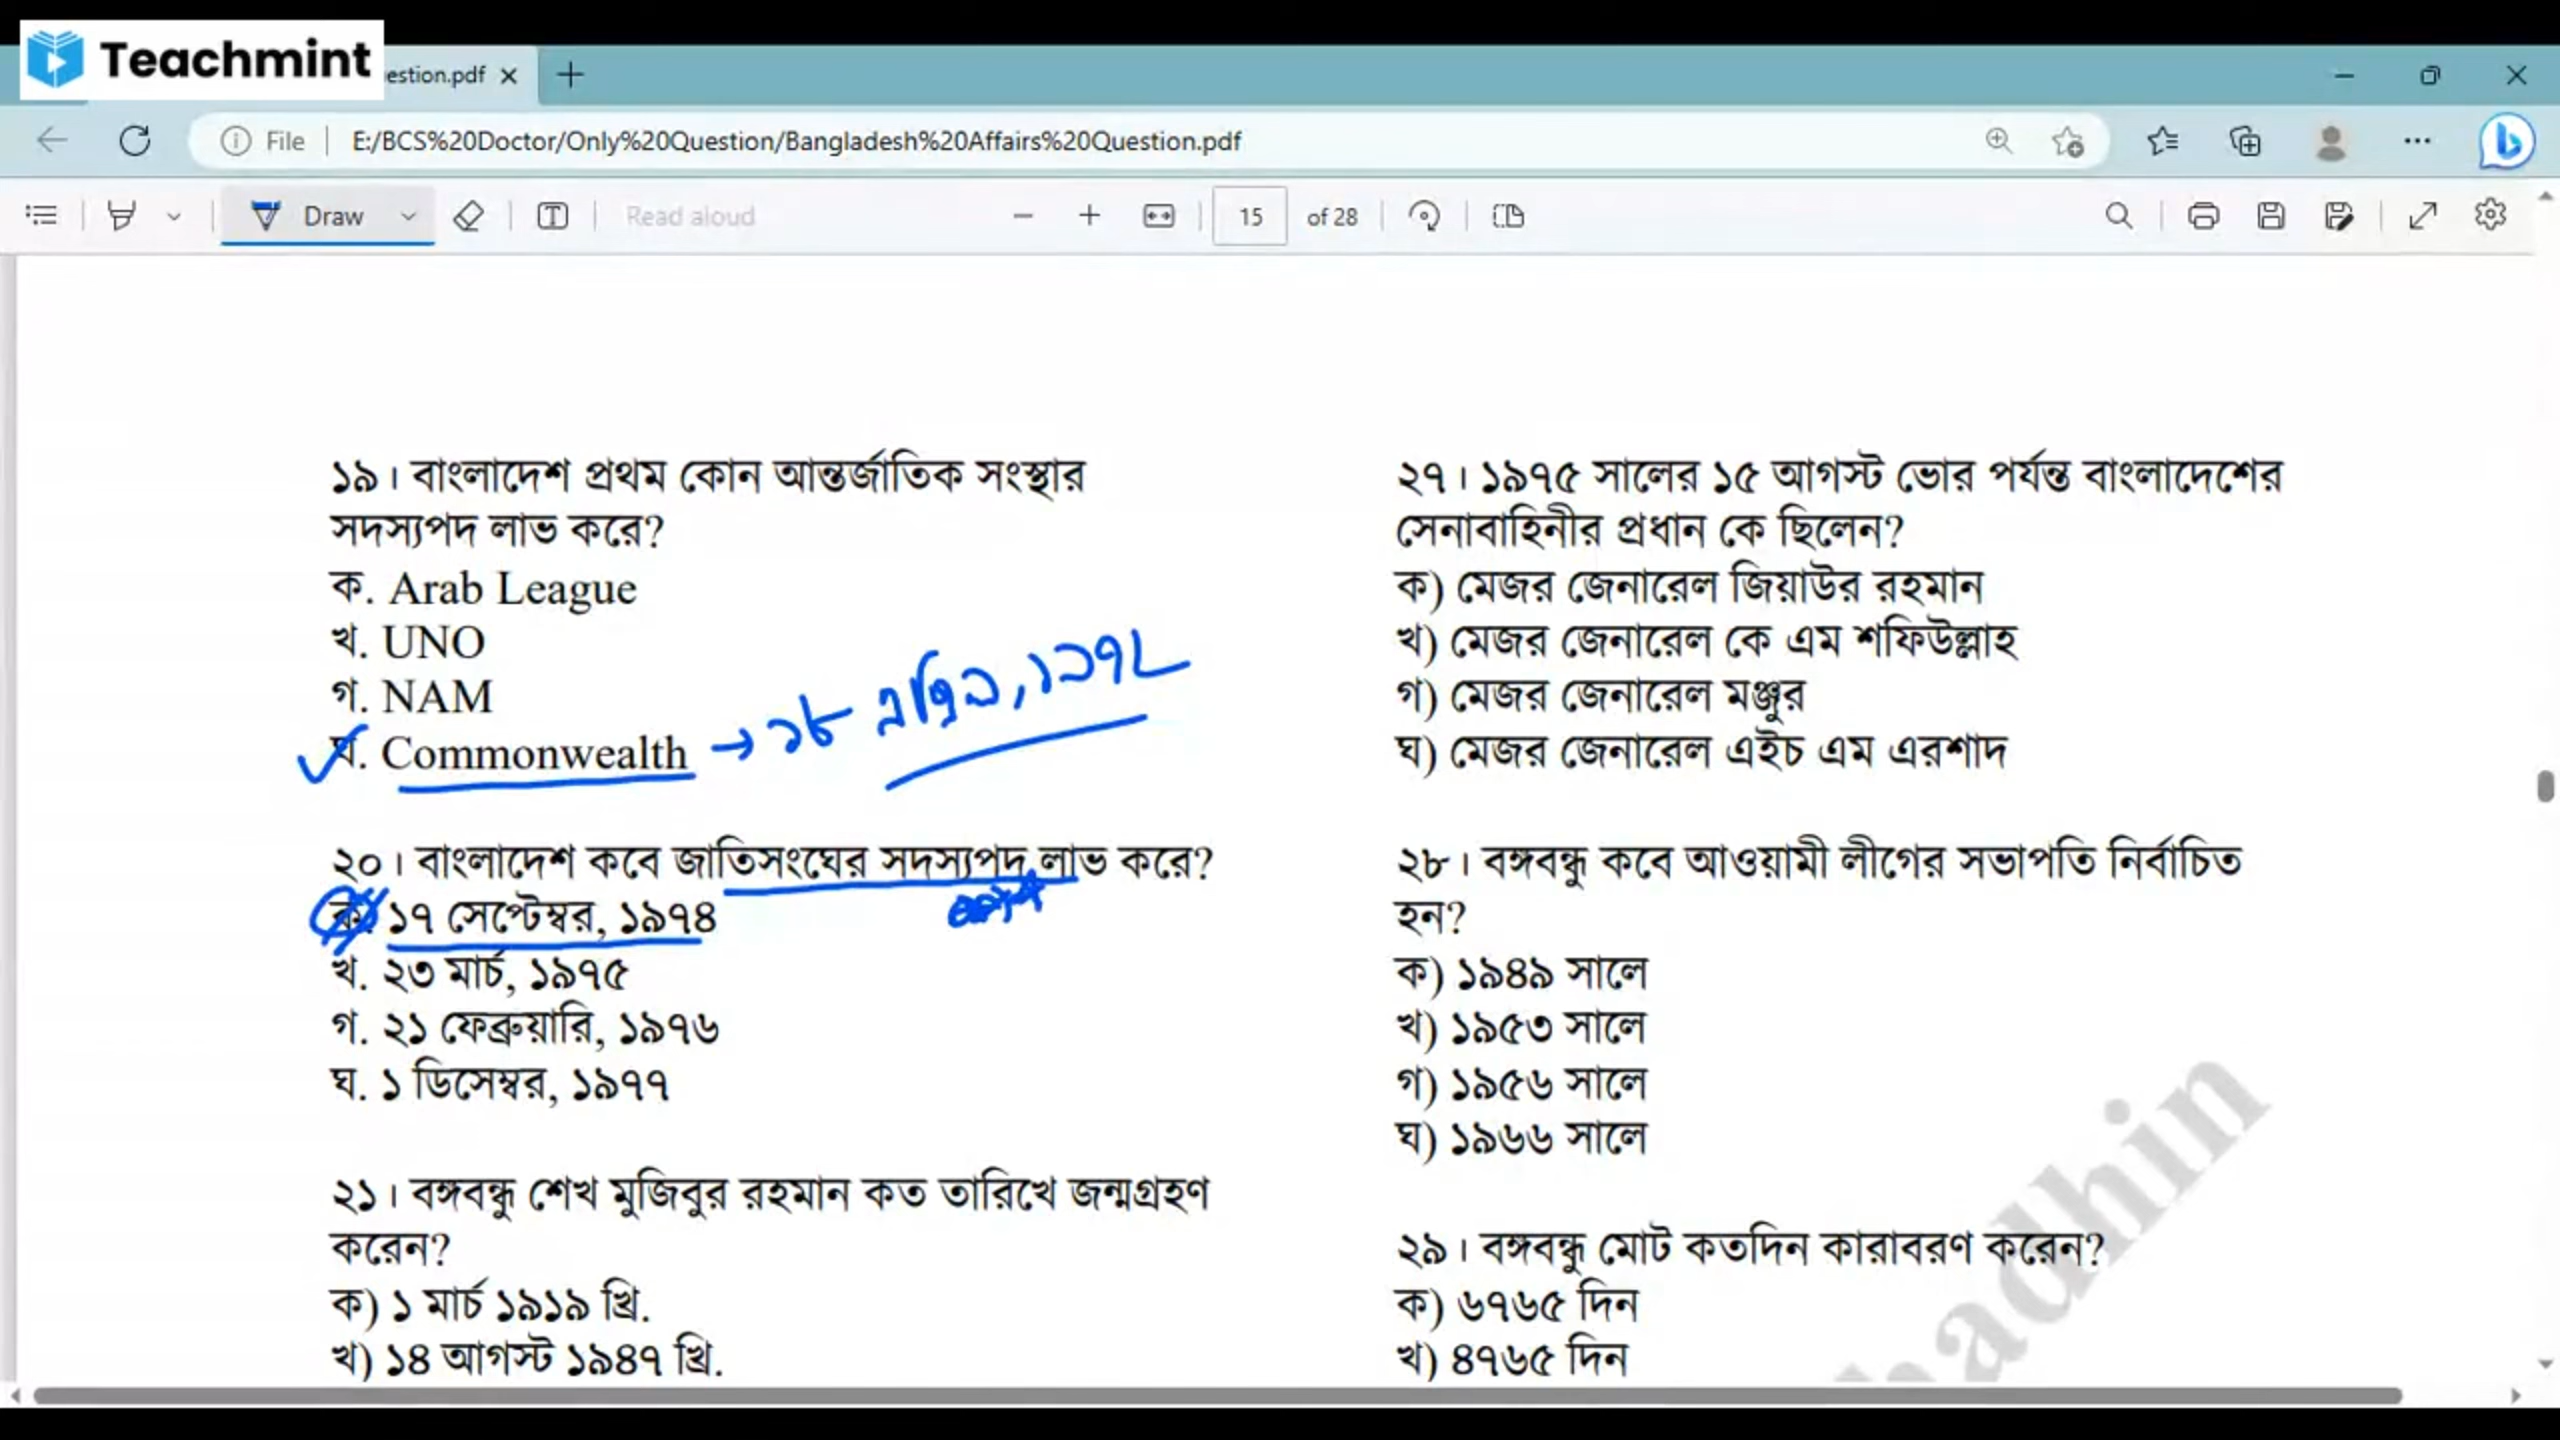 Teachmint
estion.pdf
File
E:/BCS%20Doctor/Only%20Question/Bangladesh%20Affairs%20Question.pdf
Draw
Read aloud
15 of 28
১৯। বাংলাদেশ প্রথম কোন আন্তর্জাতিক সংস্থার
সদস্যপদ লাভ করে?
ক. Arab League
খ. UNO
গ. NAM
ঘ. Commonwealth → ১৮ এপ্রিল, ১৯৭২
২০। বাংলাদেশ কবে জাতিসংঘের সদস্যপদ লাভ করে?
ক. ১৭ সেপ্টেম্বর, ১৯৭৪
খ. ২৩ মার্চ, ১৯৭৫
গ. ২১ ফেব্রুয়ারি, ১৯৭৬
ঘ. ১ ডিসেম্বর, ১৯৭৭
২১। বঙ্গবন্ধু শেখ মুজিবুর রহমান কত তারিখে জন্মগ্রহণ
করেন?
ক) ১ মার্চ ১৯১৯ খ্রি.
খ) ১৪ আগস্ট ১৯৪৭ খ্রি.
২৭। ১৯৭৫ সালের ১৫ আগস্ট ভোর পর্যন্ত বাংলাদেশের
সেনাবাহিনীর প্রধান কে ছিলেন?
ক) মেজর জেনারেল জিয়াউর রহমান
খ) মেজর জেনারেল কে এম শফিউল্লাহ
গ) মেজর জেনারেল মঞ্জুর
ঘ) মেজর জেনারেল এইচ এম এরশাদ
২৮। বঙ্গবন্ধু কবে আওয়ামী লীগের সভাপতি নির্বাচিত
হন?
ক) ১৯৪৯ সালে
খ) ১৯৫৩ সালে
গ) ১৯৫৬ সালে
ঘ) ১৯৬৬ সালে
২৯। বঙ্গবন্ধু মোট কতদিন কারাবরণ করেন?
ক) ৬৭৬৫ দিন
খ) ৪৭৬৫ দিন